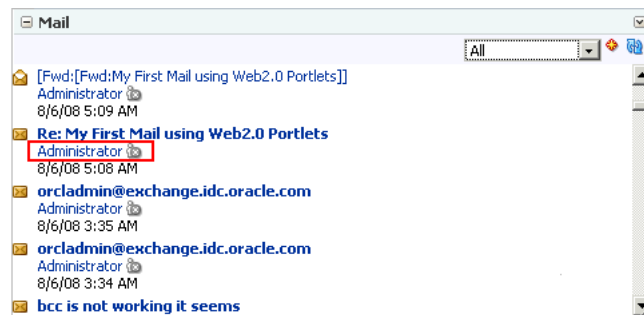 Mail
All
[Fwd:[Fwd:My First Mail using Web2.0 Portlets]]
Administrator
8/6/08 5:09 AM
Re: My First Mail using Web2.0 Portlets
Administrator
8/6/08 5:08 AM
orcladmin@exchange.idc.oracle.com
Administrator
8/6/08 3:35 AM
orcladmin@exchange.idc.oracle.com
Administrator
8/6/08 3:34 AM
bcc is not working it seems